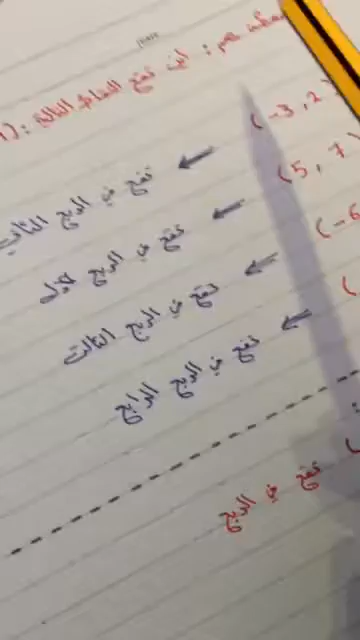 أين تقع النقاط التالية :
(-3 , 2) ← تقع في الربع الثاني
(5 , 7) ← تقع في الربع الأول
(-6 ← تقع في الربع الثالث
( ← تقع في الربع الرابع
تقع في الربع